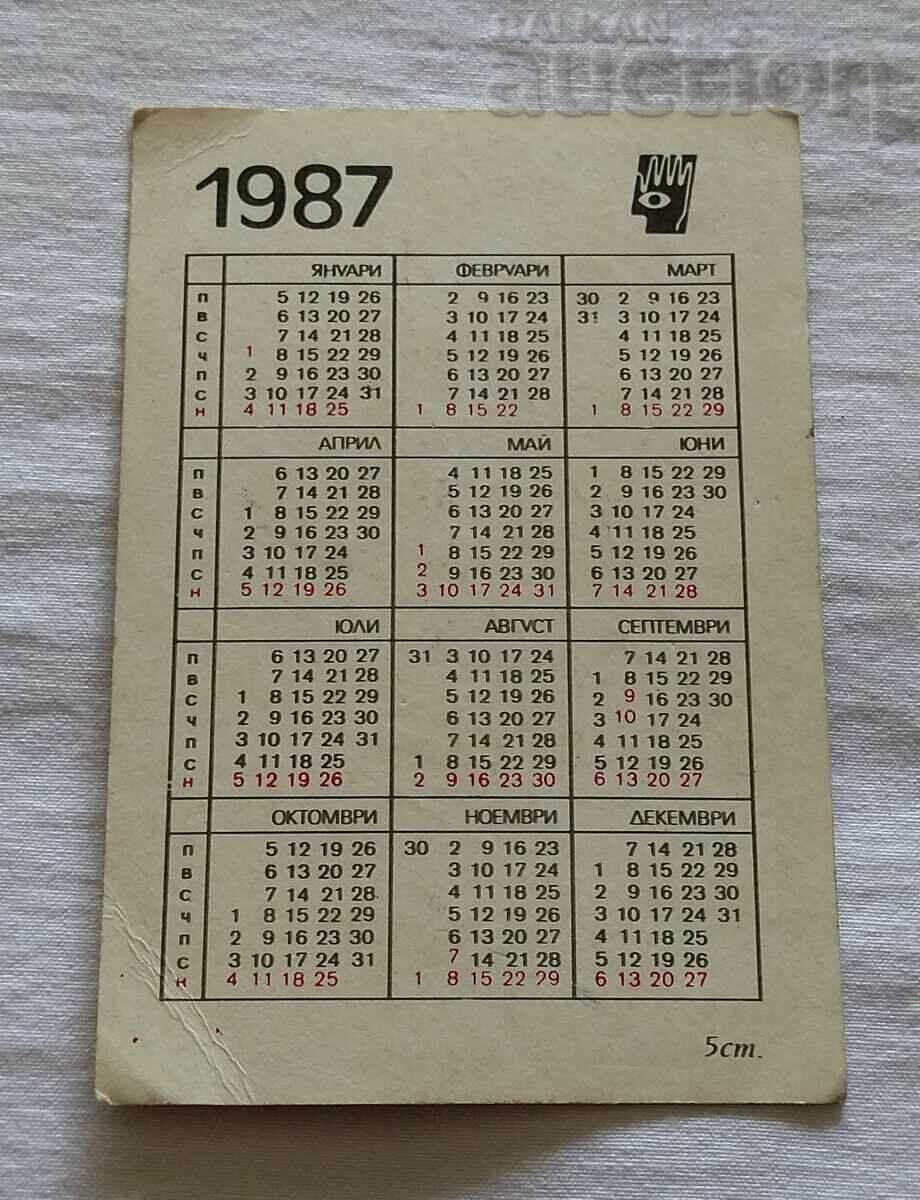 BALKAN
auction
1987
ЯНУАРИ ФЕВРУАРИ МАРТ
П 5 12 19 26 2 9 16 23 30 2 9 16 23
В 6 13 20 27 3 10 17 24 31 3 10 17 24
С 7 14 21 28 4 11 18 25 4 11 18 25
Ч 1 8 15 22 29 5 12 19 26 5 12 19 26
П 2 9 16 23 30 6 13 20 27 6 13 20 27
С 3 10 17 24 31 7 14 21 28 7 14 21 28
Н 4 11 18 25 1 8 15 22 1 8 15 22 29
АПРИЛ МАЙ ЮНИ
П 6 13 20 27 4 11 18 25 1 8 15 22 29
В 7 14 21 28 5 12 19 26 2 9 16 23 30
С 1 8 15 22 29 6 13 20 27 3 10 17 24
Ч 2 9 16 23 30 7 14 21 28 4 11 18 25
П 3 10 17 24 1 8 15 22 29 5 12 19 26
С 4 11 18 25 2 9 16 23 30 6 13 20 27
Н 5 12 19 26 3 10 17 24 31 7 14 21 28
ЮЛИ АВГУСТ СЕПТЕМВРИ
П 6 13 20 27 31 3 10 17 24 7 14 21 28
В 7 14 21 28 4 11 18 25 1 8 15 22 29
С 1 8 15 22 29 5 12 19 26 2 9 16 23 30
Ч 2 9 16 23 30 6 13 20 27 3 10 17 24
П 3 10 17 24 31 7 14 21 28 4 11 18 25
С 4 11 18 25 1 8 15 22 29 5 12 19 26
Н 5 12 19 26 2 9 16 23 30 6 13 20 27
ОКТОМВРИ НОЕМВРИ ДЕКЕМВРИ
П 5 12 19 26 30 2 9 16 23 7 14 21 28
В 6 13 20 27 3 10 17 24 1 8 15 22 29
С 7 14 21 28 4 11 18 25 2 9 16 23 30
Ч 1 8 15 22 29 5 12 19 26 3 10 17 24 31
П 2 9 16 23 30 6 13 20 27 4 11 18 25
С 3 10 17 24 31 7 14 21 28 5 12 19 26
Н 4 11 18 25 1 8 15 22 29 6 13 20 27
5 ст.